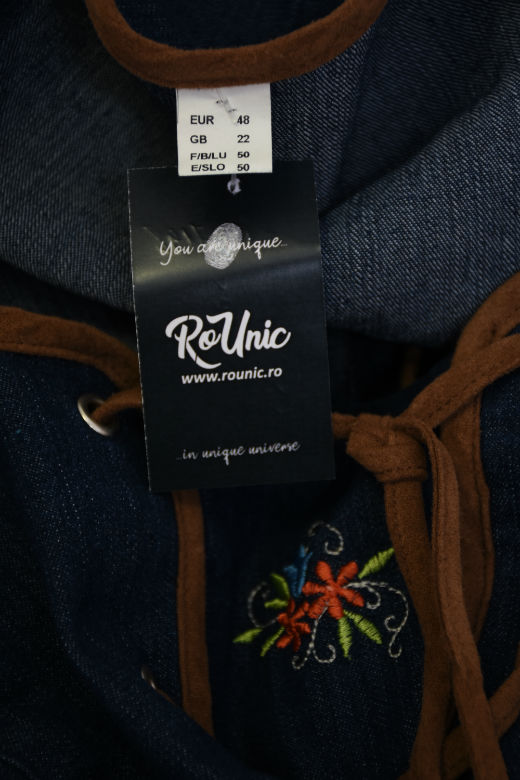 EUR 48
GB 22
F/B/LU 50
E/SLO 50
You are unique...
RoUnic
www.rounic.ro
...in unique universe